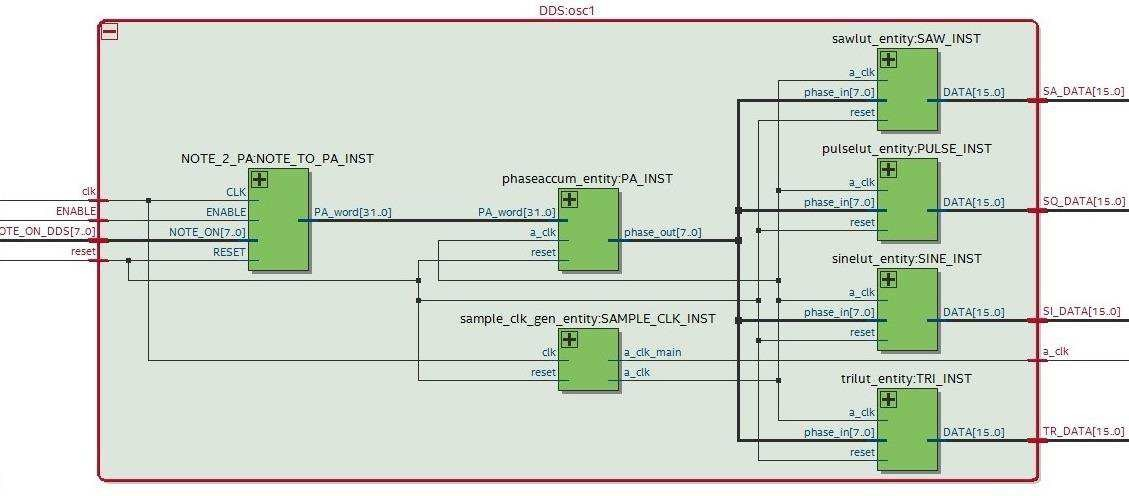 DDS:osc1
clk
ENABLE
OTE_ON_DDS[7..0]
reset
NOTE_2_PA:NOTE_TO_PA_INST
CLK
ENABLE
NOTE_ON[7..0]
RESET
PA_word[31..0]
phaseaccum_entity:PA_INST
PA_word[31..0]
a_clk
reset
phase_out[7..0]
sample_clk_gen_entity:SAMPLE_CLK_INST
clk
reset
a_clk_main
a_clk
sawlut_entity:SAW_INST
a_clk
phase_in[7..0]
reset
DATA[15..0]
SA_DATA[15..0]
pulselut_entity:PULSE_INST
a_clk
phase_in[7..0]
reset
DATA[15..0]
SQ_DATA[15..0]
sinelut_entity:SINE_INST
a_clk
phase_in[7..0]
reset
DATA[15..0]
SI_DATA[15..0]
a_clk
trilut_entity:TRI_INST
a_clk
phase_in[7..0]
reset
DATA[15..0]
TR_DATA[15..0]